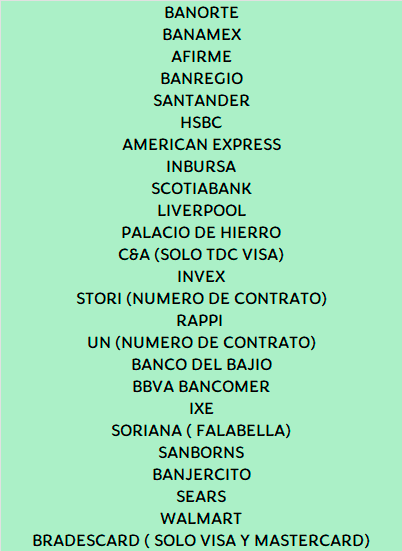 BANORTE
BANAMEX
AFIRME
BANREGIO
SANTANDER
HSBC
AMERICAN EXPRESS
INBURSA
SCOTIABANK
LIVERPOOL
PALACIO DE HIERRO
C&A (SOLO TDC VISA)
INVEX
STORI (NUMERO DE CONTRATO)
RAPPI
UN (NUMERO DE CONTRATO)
BANCO DEL BAJIO
BBVA BANCOMER
IXE
SORIANA ( FALABELLA)
SANBORNS
BANJERCITO
SEARS
WALMART
BRADESCARD ( SOLO VISA Y MASTERCARD)